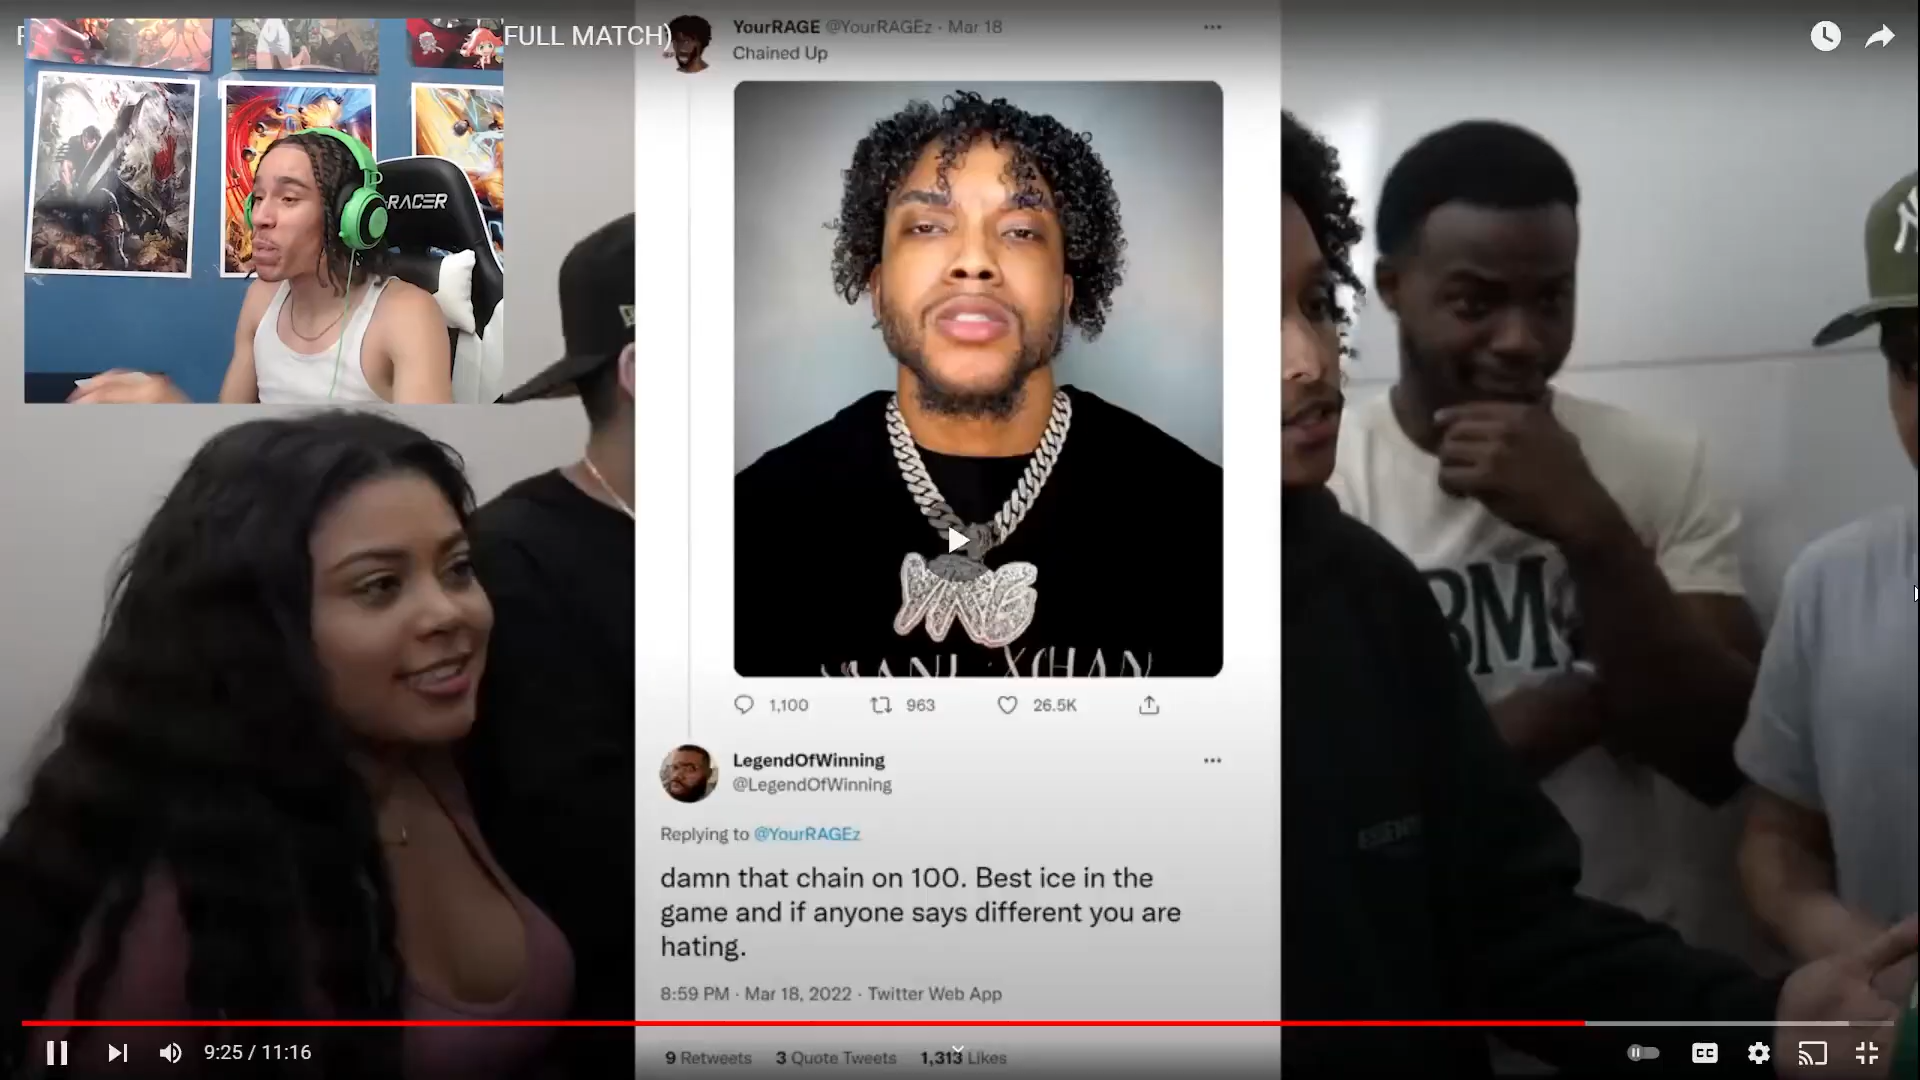 FULL MATCH)
YourRAGE @YourRAGEz · Mar 18
Chained Up
RACER
1,100 963 26.5K
LegendOfWinning
@LegendOfWinning
Replying to @YourRAGEz
damn that chain on 100. Best ice in the
game and if anyone says different you are
hating.
8:59 PM · Mar 18, 2022 · Twitter Web App
9 Retweets 3 Quote Tweets 1,313 Likes
9:25 / 11:16
CC